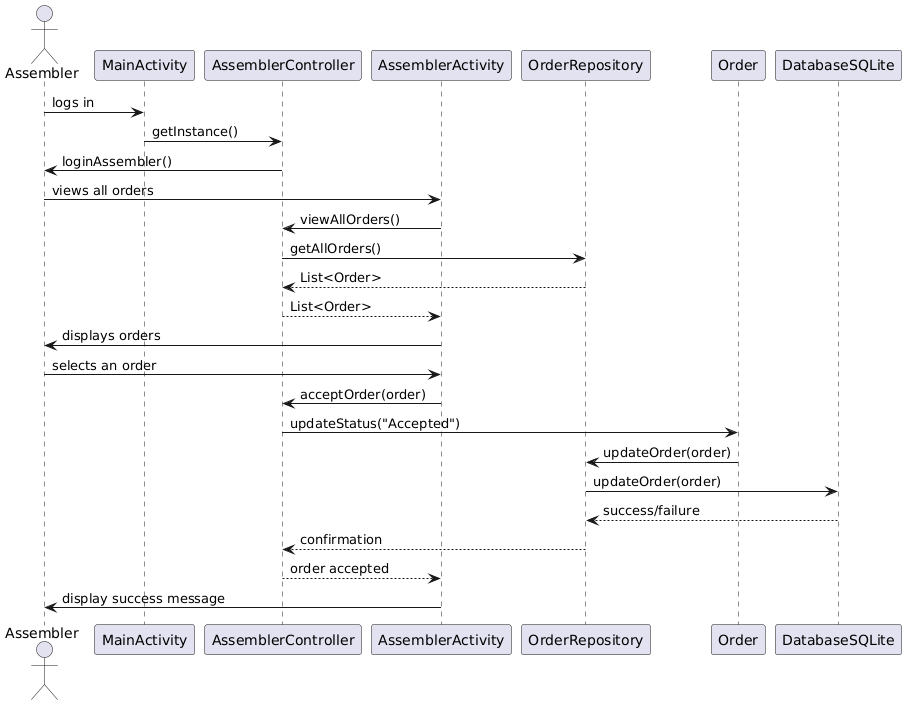 Assembler
MainActivity
AssemblerController
AssemblerActivity
OrderRepository
Order
DatabaseSQLite
logs in
getInstance()
loginAssembler()
views all orders
viewAllOrders()
getAllOrders()
List<Order>
List<Order>
displays orders
selects an order
acceptOrder(order)
updateStatus("Accepted")
updateOrder(order)
updateOrder(order)
success/failure
confirmation
order accepted
display success message
Assembler
MainActivity
AssemblerController
AssemblerActivity
OrderRepository
Order
DatabaseSQLite